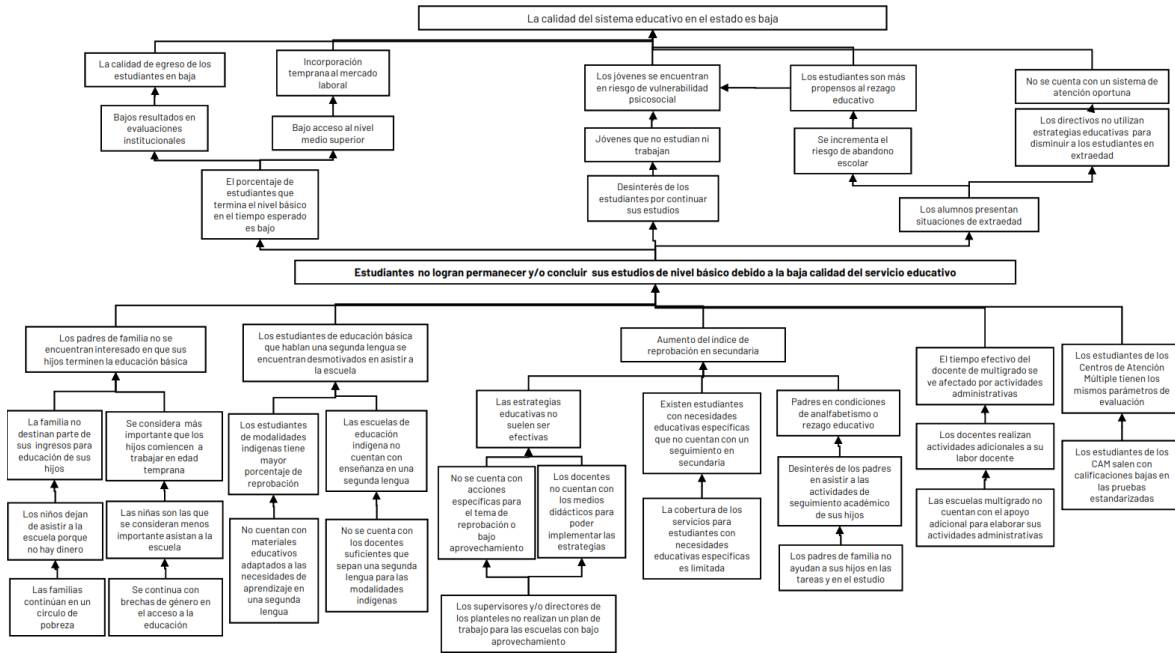 La calidad del sistema educativo en el estado es baja
La calidad de egreso de los
estudiantes en baja
Incorporación
temprana al mercado
laboral
Los jóvenes se encuentran
en riesgo de vulnerabilidad
psicosocial
Los estudiantes son más
propensos al rezago
educativo
No se cuenta con un sistema de
atención oportuna
Bajos resultados en
evaluaciones
institucionales
Bajo acceso al nivel
medio superior
Jóvenes que no estudian ni
trabajan
Se incrementa el
riesgo de abandono
escolar
Los directivos no utilizan
estrategias educativas para
disminuir a los estudiantes en
extraedad
El porcentaje de
estudiantes que
termina el nivel básico
en el tiempo esperado
es bajo
Desinterés de los
estudiantes por continuar
sus estudios
Los alumnos presentan
situaciones de extraedad
Estudiantes no logran permanecer y/o concluir sus estudios de nivel básico debido a la baja calidad del servicio educativo
Los padres de familia no se
encuentran interesado en que sus
hijos terminen la educación básica
Los estudiantes de educación básica
que hablan una segunda lengua se
encuentran desmotivados en asistir a
la escuela
Aumento del índice de
reprobación en secundaria
El tiempo efectivo del
docente de multigrado se
ve afectado por actividades
administrativas
Los estudiantes de los
Centros de Atención
Múltiple tienen los
mismos parámetros de
evaluación
La familia no
destinan parte de
sus ingresos para
educación de sus
hijos
Se considera más
importante que los
hijos comiencen a
trabajar en edad
temprana
Los estudiantes
de modalidades
indígenas tiene
mayor
porcentaje de
reprobación
Las escuelas de
educación
indígena no
cuentan con
enseñanza en una
segunda lengua
Las estrategias
educativas no
suelen ser
efectivas
Existen estudiantes
con necesidades
educativas específicas
que no cuentan con un
seguimiento en
secundaria
Padres en condiciones
de analfabetismo o
rezago educativo
Los docentes realizan
actividades adicionales a su
labor docente
Los estudiantes de los
CAM salen con
calificaciones bajas en las
pruebas estandarizadas
Los niños dejan
de asistir a la
escuela porque
no hay dinero
Las niñas son las que
se consideran menos
importante asistan a la
escuela
No cuentan con
materiales
educativos
adaptados a las
necesidades de
aprendizaje en
una segunda
lengua
No se cuenta con
los docentes
suficientes que
sepan una segunda
lengua para las
modalidades
indígenas
No se cuenta con
acciones
específicas para
el tema de
reprobación o
bajo
aprovechamiento
Los docentes
no cuentan con
los medios
didácticos para
poder
implementar las
estrategias
La cobertura de los
servicios para
estudiantes con
necesidades
educativas específicas
es limitada
Desinterés de los padres
en asistir a las
actividades de
seguimiento académico
de sus hijos
Las escuelas multigrado no
cuentan con el apoyo
adicional para elaborar sus
actividades administrativas
Las familias
continúan en un
círculo de
pobreza
Se continua con
brechas de género en
el acceso a la
educación
Los supervisores y/o directores de
los planteles no realizan un plan de
trabajo para las escuelas con bajo
aprovechamiento
Los padres de familia no
ayudan a sus hijos en las
tareas y en el estudio